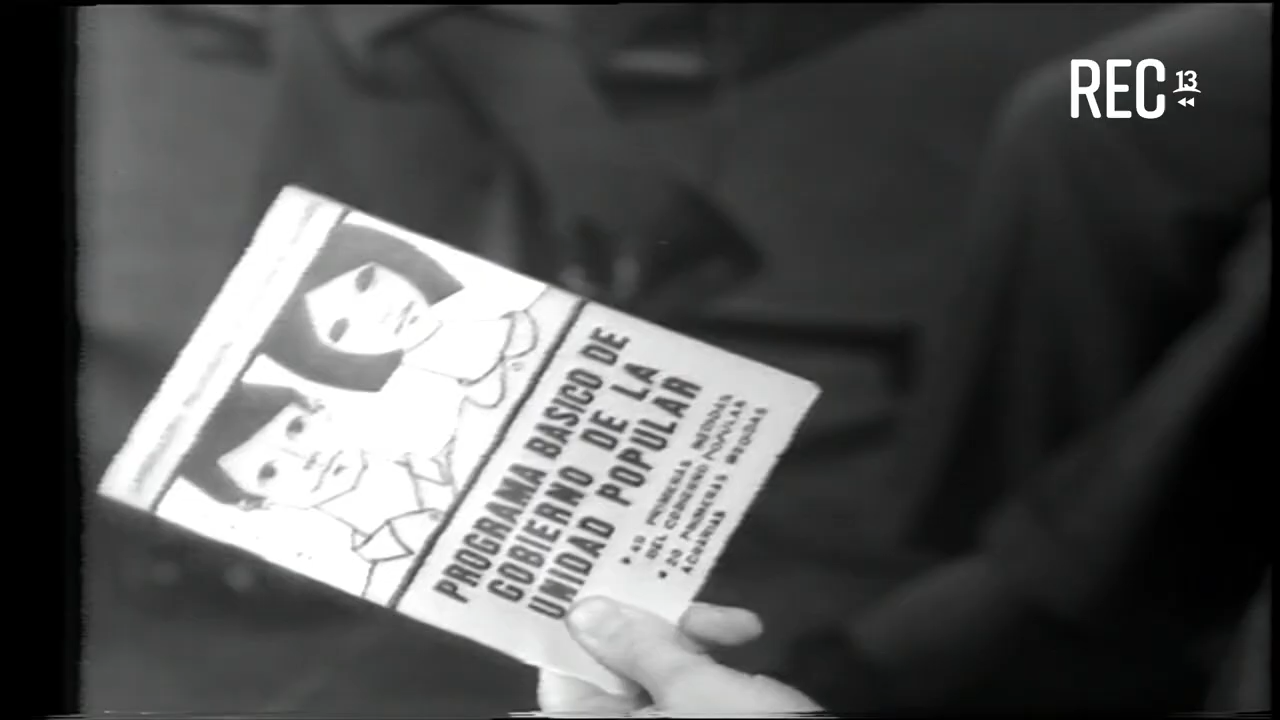 REC 13
PROGRAMA BASICO DE
GOBIERNO DE LA
UNIDAD POPULAR
• 40 PRIMERAS MEDIDAS
DEL GOBIERNO POPULAR
• 20 PRIMERAS MEDIDAS
AGRARIAS